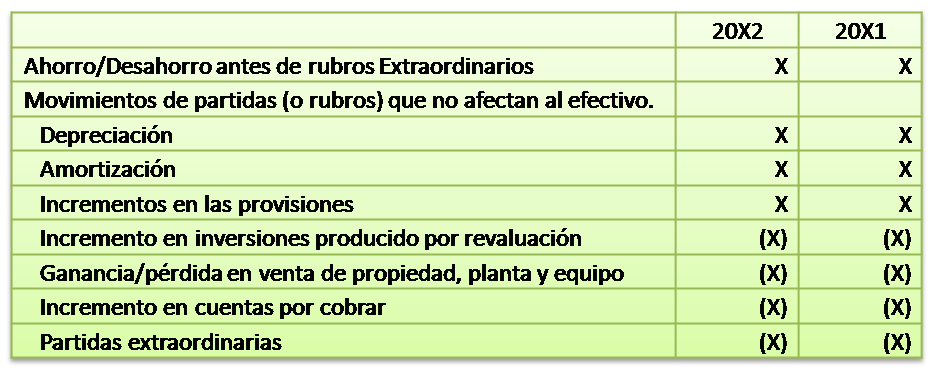 20X2 20X1
Ahorro/Desahorro antes de rubros Extraordinarios X X
Movimientos de partidas (o rubros) que no afectan al efectivo.
Depreciación X X
Amortización X X
Incrementos en las provisiones X X
Incremento en inversiones producido por revaluación (X) (X)
Ganancia/pérdida en venta de propiedad, planta y equipo (X) (X)
Incremento en cuentas por cobrar (X) (X)
Partidas extraordinarias (X) (X)